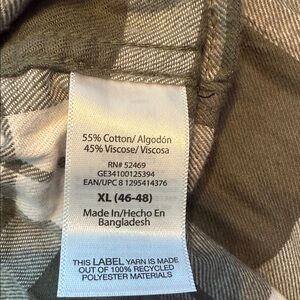 55% Cotton/ Algodón
45% Viscose/ Viscosa
RN# 52469
GE34100125394
EAN/UPC 8 1295414376
XL (46-48)
Made In/Hecho En
Bangladesh
THIS LABEL YARN IS MADE
OUT OF 100% RECYCLED
POLYESTER MATERIALS